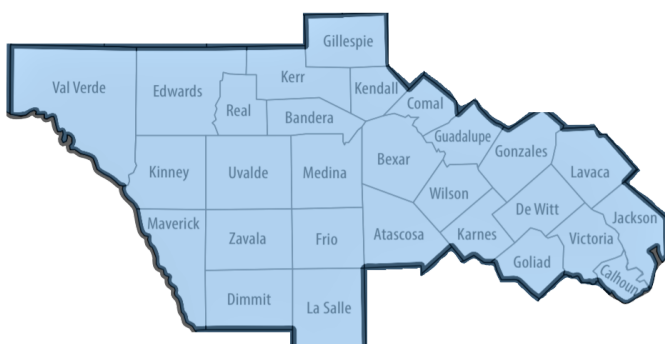 Gillespie
Val Verde
Edwards
Kerr
Kendall
Real
Bandera
Comal
Guadalupe
Gonzales
Kinney
Uvalde
Medina
Bexar
Lavaca
Wilson
De Witt
Jackson
Maverick
Zavala
Frio
Atascosa
Karnes
Victoria
Goliad
Calhoun
Dimmit
La Salle